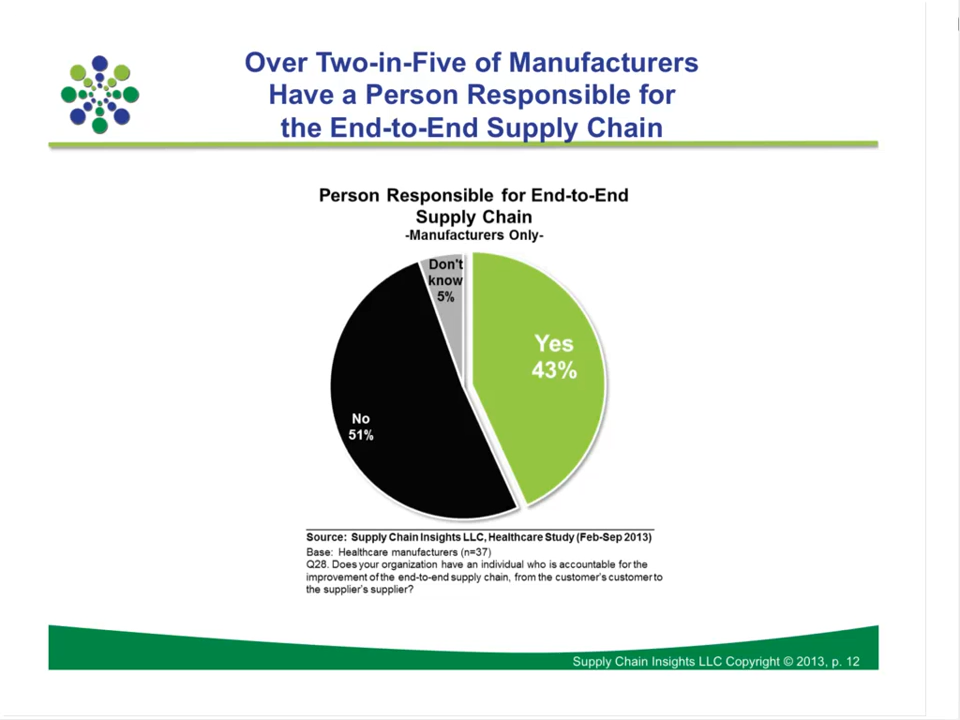 Over Two-in-Five of Manufacturers
Have a Person Responsible for
the End-to-End Supply Chain
Person Responsible for End-to-End
Supply Chain
-Manufacturers Only-
Don't
know
5%
Yes
43%
No
51%
Source: Supply Chain Insights LLC, Healthcare Study (Feb-Sep 2013)
Base: Healthcare manufacturers (n=37)
Q28. Does your organization have an individual who is accountable for the
improvement of the end-to-end supply chain, from the customer's customer to
the supplier's supplier?
Supply Chain Insights LLC Copyright © 2013, p. 12